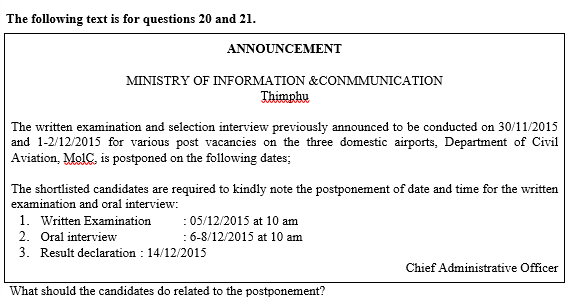 The following text is for questions 20 and 21.
ANNOUNCEMENT
MINISTRY OF INFORMATION &CONMMUNICATION
Thimphu
The written examination and selection interview previously announced to be conducted on 30/11/2015
and 1-2/12/2015 for various post vacancies on the three domestic airports, Department of Civil
Aviation, MolC, is postponed on the following dates;
The shortlisted candidates are required to kindly note the postponement of date and time for the written
examination and oral interview:
1. Written Examination : 05/12/2015 at 10 am
2. Oral interview : 6-8/12/2015 at 10 am
3. Result declaration : 14/12/2015
Chief Administrative Officer
What should the candidates do related to the postponement?